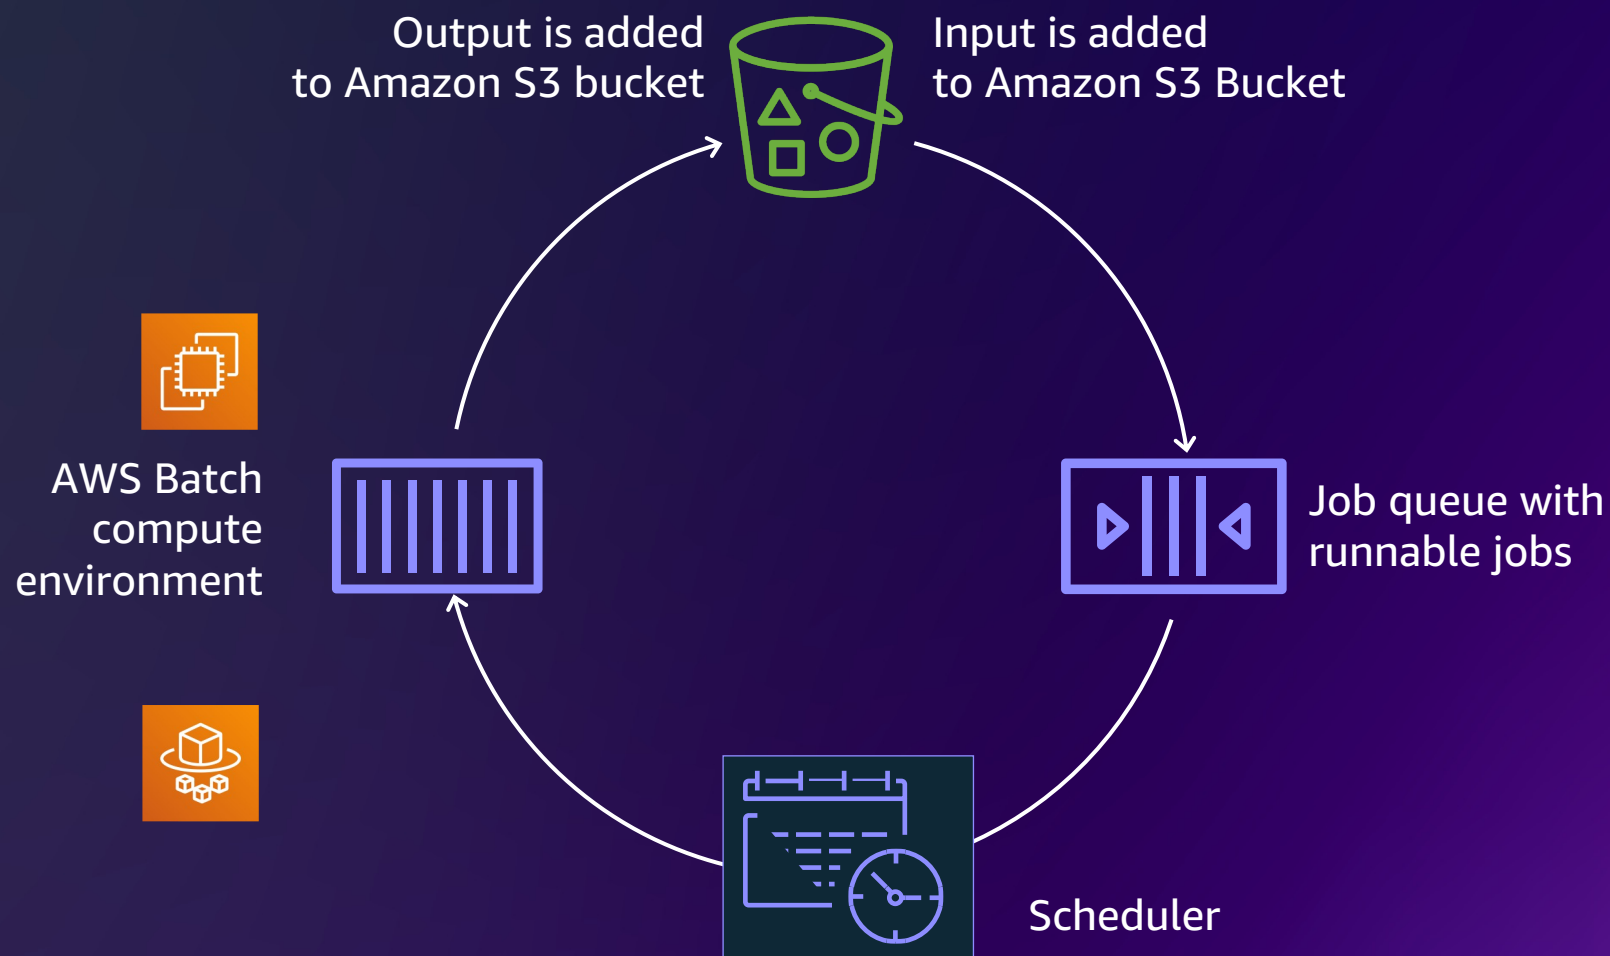 Output is added
to Amazon S3 bucket
Input is added
to Amazon S3 Bucket
AWS Batch
compute
environment
Job queue with
runnable jobs
Scheduler